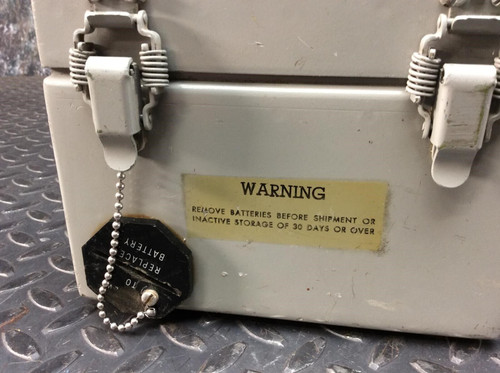 WARNING
REMOVE BATTERIES BEFORE SHIPMENT OR
INACTIVE STORAGE OF 30 DAYS OR OVER
TO
REPLACE
BATTERY